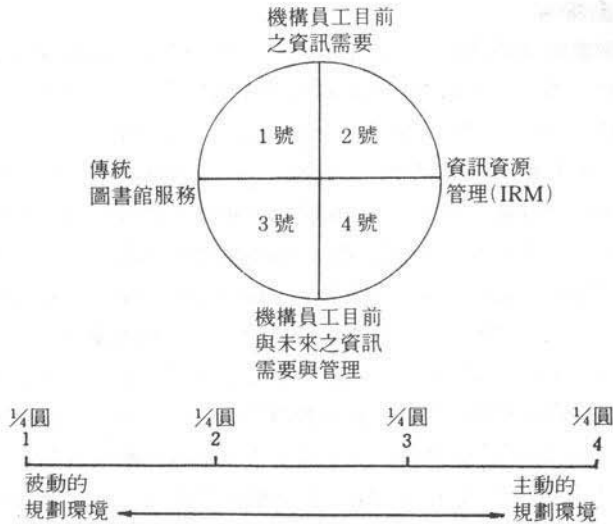 機構員工目前
之資訊需要
1 號
2 號
傳統
圖書館服務
資訊資源
管理(IRM)
3 號
4 號
機構員工目前
與未來之資訊
需要與管理
¼圓 ¼圓 ¼圓 ¼圓
1 2 3 4
被動的
規劃環境
主動的
規劃環境